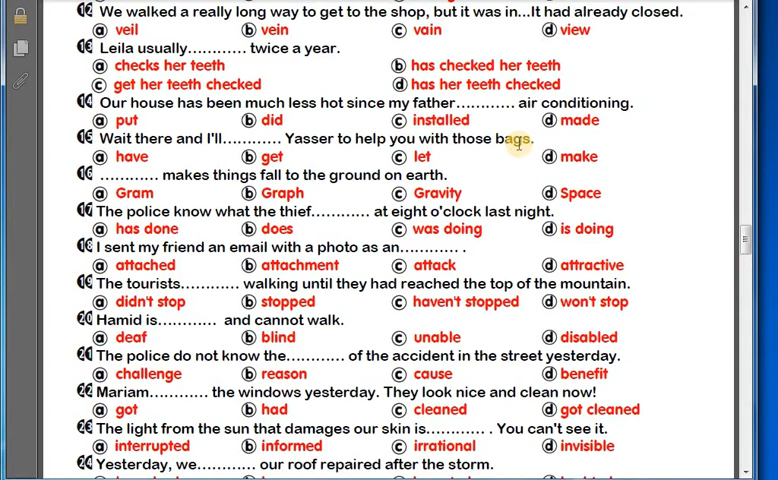 12 We walked a really long way to get to the shop, but it was in...It had already closed.
a veil b vein c vain d view
13 Leila usually............ twice a year.
a checks her teeth b has checked her teeth
c get her teeth checked d has her teeth checked
14 Our house has been much less hot since my father............ air conditioning.
a put b did c installed d made
15 Wait there and I'll............ Yasser to help you with those bags.
a have b get c let d make
16 ............ makes things fall to the ground on earth.
a Gram b Graph c Gravity d Space
17 The police know what the thief............ at eight o'clock last night.
a has done b does c was doing d is doing
18 I sent my friend an email with a photo as an............ .
a attached b attachment c attack d attractive
19 The tourists............ walking until they had reached the top of the mountain.
a didn't stop b stopped c haven't stopped d won't stop
20 Hamid is............ and cannot walk.
a deaf b blind c unable d disabled
21 The police do not know the............ of the accident in the street yesterday.
a challenge b reason c cause d benefit
22 Mariam............ the windows yesterday. They look nice and clean now!
a got b had c cleaned d got cleaned
23 The light from the sun that damages our skin is............ . You can't see it.
a interrupted b informed c irrational d invisible
24 Yesterday, we............ our roof repaired after the storm.